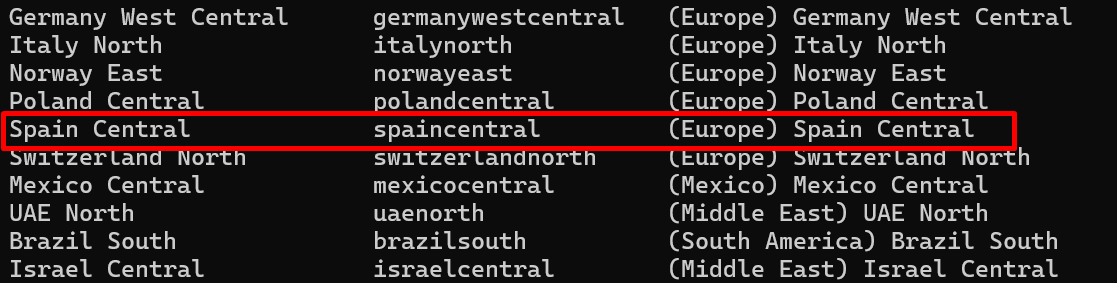 Germany West Central germanywestcentral (Europe) Germany West Central
Italy North italynorth (Europe) Italy North
Norway East norwayeast (Europe) Norway East
Poland Central polandcentral (Europe) Poland Central
Spain Central spaincentral (Europe) Spain Central
Switzerland North switzerlandnorth (Europe) Switzerland North
Mexico Central mexicocentral (Mexico) Mexico Central
UAE North uaenorth (Middle East) UAE North
Brazil South brazilsouth (South America) Brazil South
Israel Central israelcentral (Middle East) Israel Central